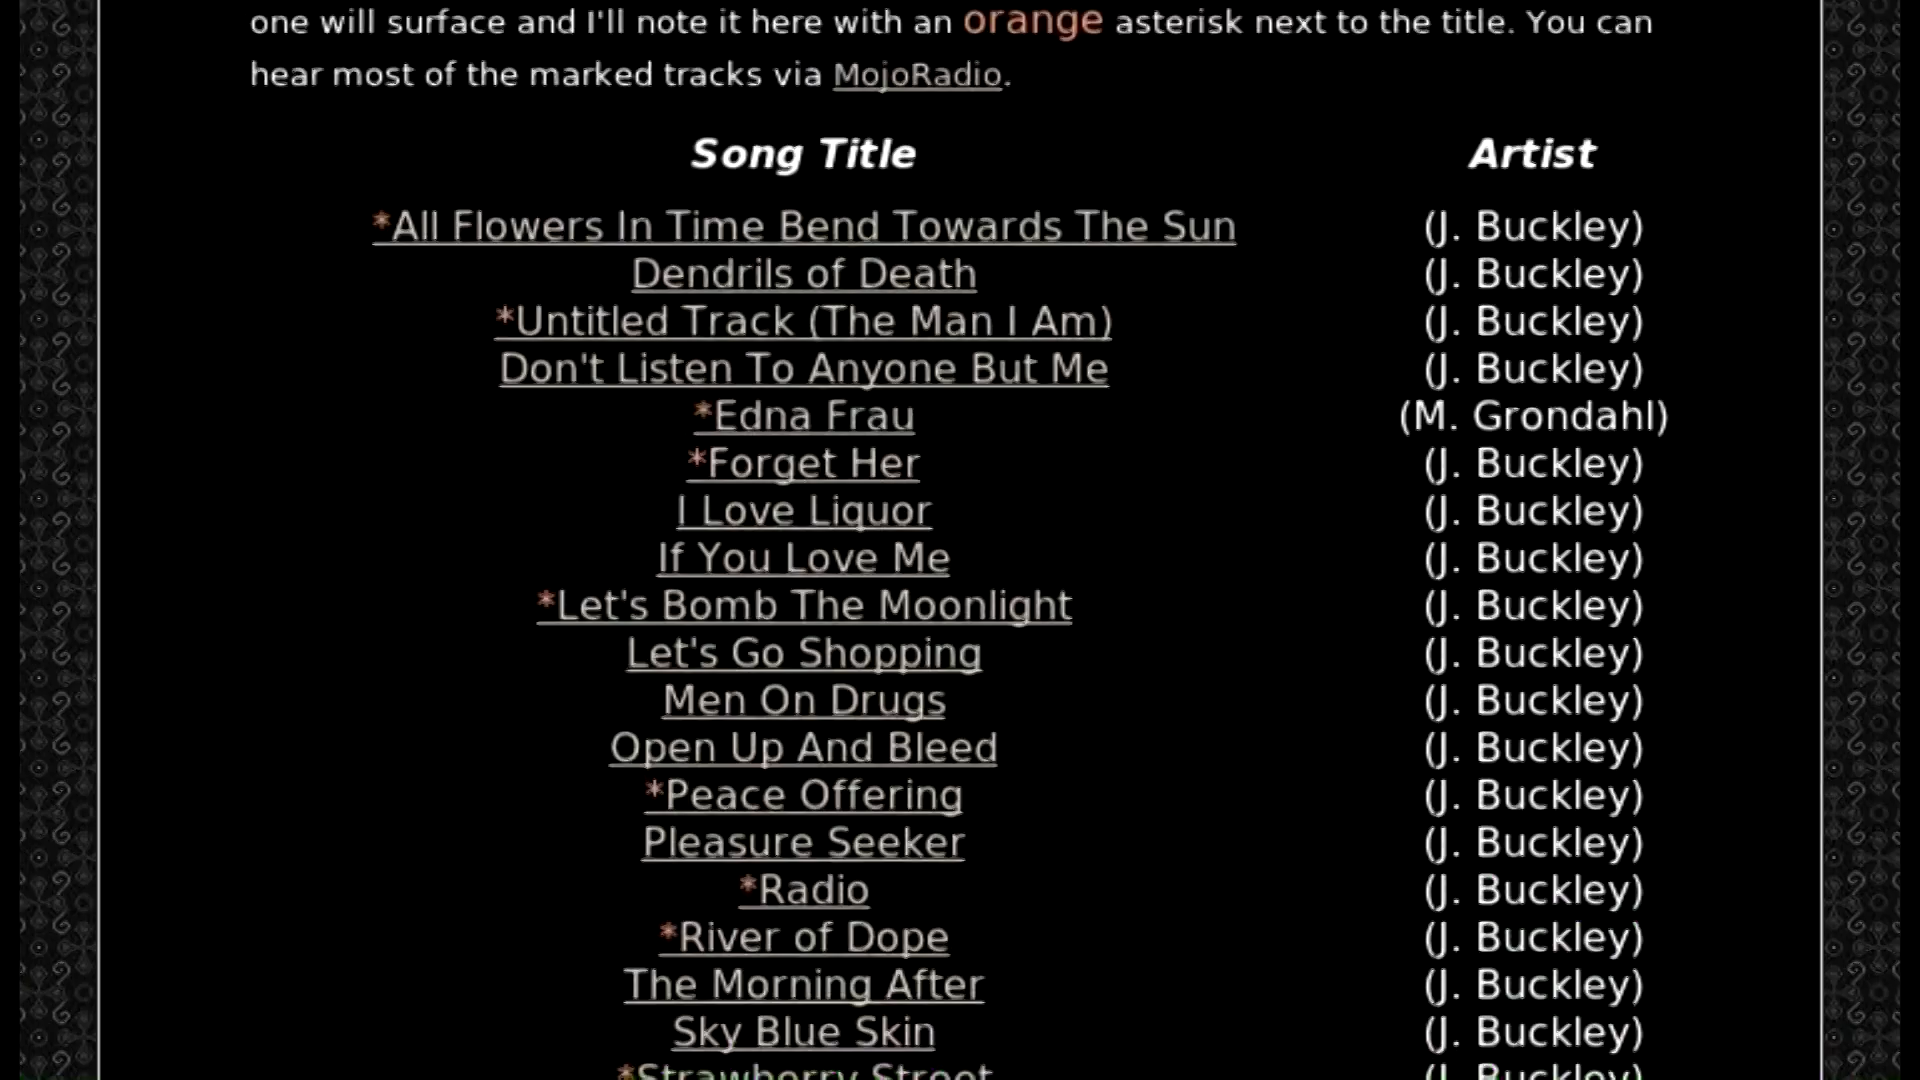 one will surface and I'll note it here with an orange asterisk next to the title. You can
hear most of the marked tracks via MojoRadio.
Song Title Artist
*All Flowers In Time Bend Towards The Sun (J. Buckley)
Dendrils of Death (J. Buckley)
*Untitled Track (The Man I Am) (J. Buckley)
Don't Listen To Anyone But Me (J. Buckley)
*Edna Frau (M. Grondahl)
*Forget Her (J. Buckley)
I Love Liquor (J. Buckley)
If You Love Me (J. Buckley)
*Let's Bomb The Moonlight (J. Buckley)
Let's Go Shopping (J. Buckley)
Men On Drugs (J. Buckley)
Open Up And Bleed (J. Buckley)
*Peace Offering (J. Buckley)
Pleasure Seeker (J. Buckley)
*Radio (J. Buckley)
*River of Dope (J. Buckley)
The Morning After (J. Buckley)
Sky Blue Skin (J. Buckley)
*Strawberry Street (J. Buckley)